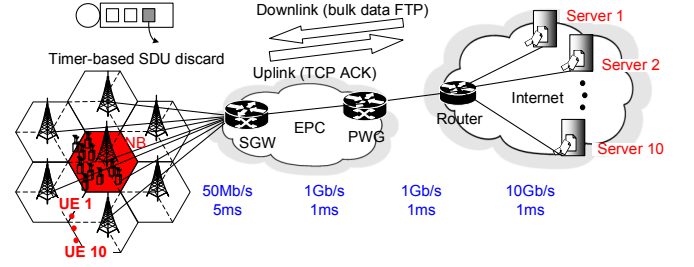 Downlink (bulk data FTP)
Server 1
Timer-based SDU discard
Uplink (TCP ACK)
Server 2
NB
EPC
Internet
SGW
PWG
Router
Server 10
UE 1
50Mb/s
1Gb/s
1Gb/s
10Gb/s
5ms
1ms
1ms
1ms
UE 10